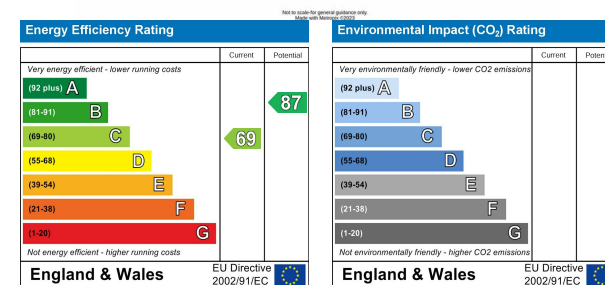 Not to scale-for general guidance only.
Made with Metropix ©2023
Energy Efficiency Rating
Current Potential
Very energy efficient - lower running costs
(92 plus) A
(81-91) B
(69-80) C
(55-68) D
(39-54) E
(21-38) F
(1-20) G
87
69
Not energy efficient - higher running costs
England & Wales
EU Directive
2002/91/EC
Environmental Impact (CO₂) Rating
Current Poten
Very environmentally friendly - lower CO2 emissions
(92 plus) A
(81-91) B
(69-80) C
(55-68) D
(39-54) E
(21-38) F
(1-20) G
Not environmentally friendly - higher CO2 emissions
England & Wales
EU Directive
2002/91/EC